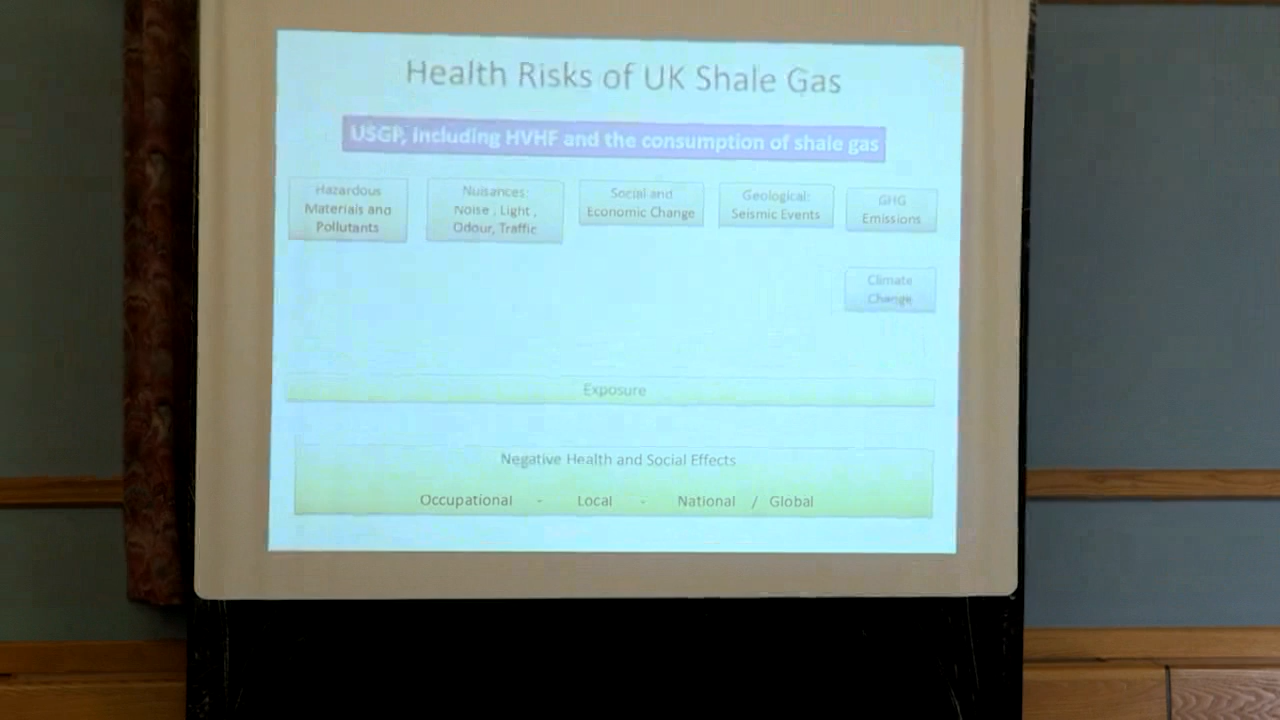 Health Risks of UK Shale Gas
USGP, including HVHF and the consumption of shale gas
Hazardous
Materials and
Pollutants
Nuisances:
Noise , Light ,
Odour, Traffic
Social and
Economic Change
Geological:
Seismic Events
GHG
Emissions
Climate
Change
Exposure
Negative Health and Social Effects
Occupational - Local - National / Global